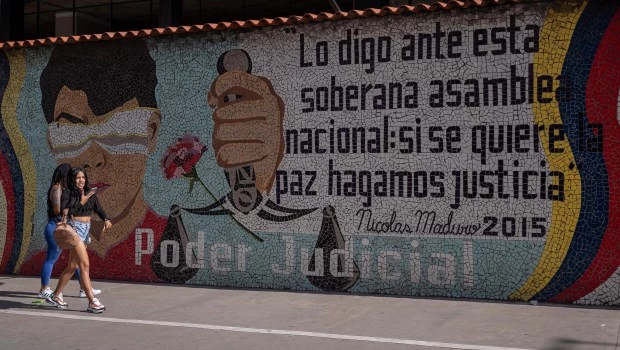 "Lo digo ante esta
soberana asamblea
nacional: si se quiere la
paz hagamos justicia"
Nicolas Maduro 2015
Poder Judicial